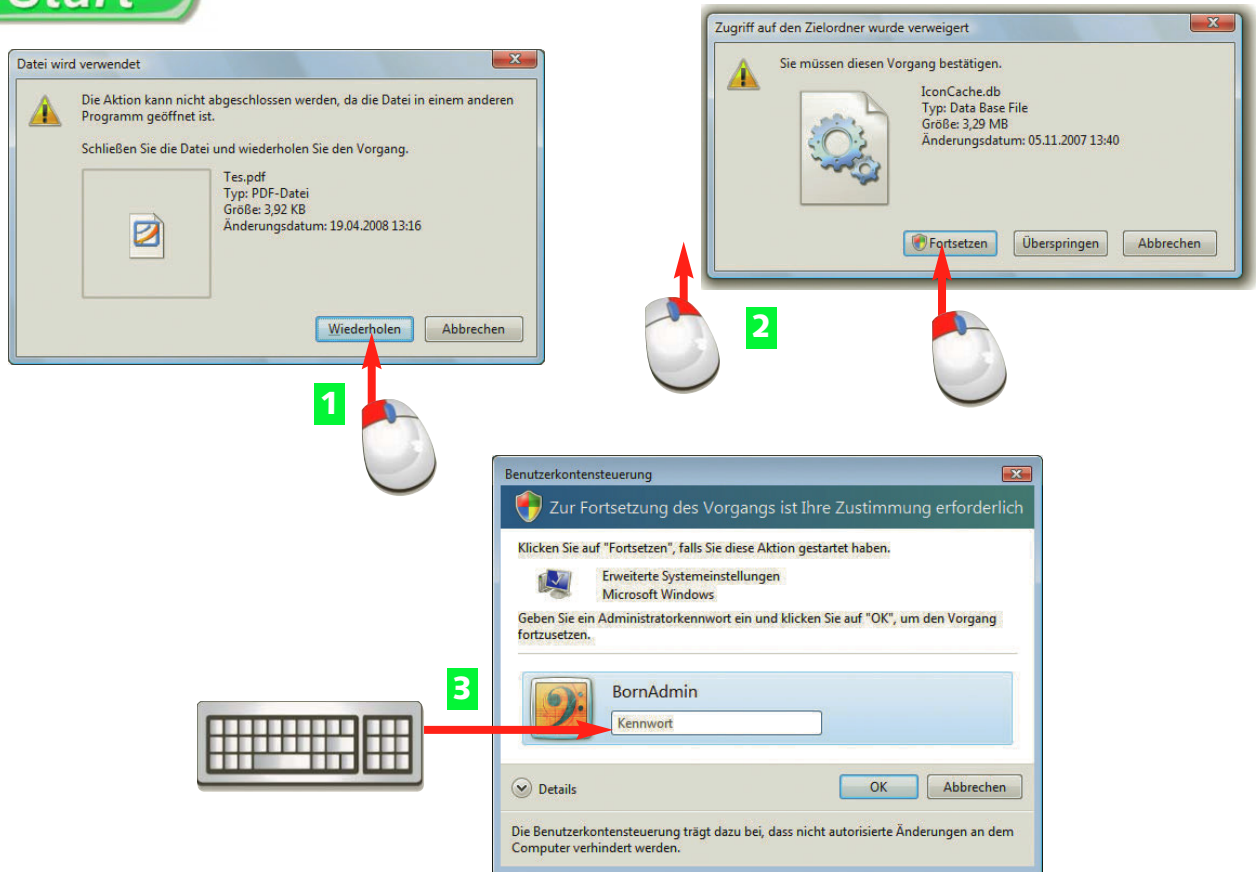 Start
Datei wird verwendet
Die Aktion kann nicht abgeschlossen werden, da die Datei in einem anderen
Programm geöffnet ist.
Schließen Sie die Datei und wiederholen Sie den Vorgang.
Tes.pdf
Typ: PDF-Datei
Größe: 3,92 KB
Änderungsdatum: 19.04.2008 13:16
Wiederholen Abbrechen
1
Zugriff auf den Zielordner wurde verweigert
Sie müssen diesen Vorgang bestätigen.
IconCache.db
Typ: Data Base File
Größe: 3,29 MB
Änderungsdatum: 05.11.2007 13:40
Fortsetzen Überspringen Abbrechen
2
Benutzerkontensteuerung
Zur Fortsetzung des Vorgangs ist Ihre Zustimmung erforderlich
Klicken Sie auf "Fortsetzen", falls Sie diese Aktion gestartet haben.
Erweiterte Systemeinstellungen
Microsoft Windows
Geben Sie ein Administratorkennwort ein und klicken Sie auf "OK", um den Vorgang
fortzusetzen.
3
BornAdmin
Kennwort
Details OK Abbrechen
Die Benutzerkontensteuerung trägt dazu bei, dass nicht autorisierte Änderungen an dem
Computer verhindert werden.